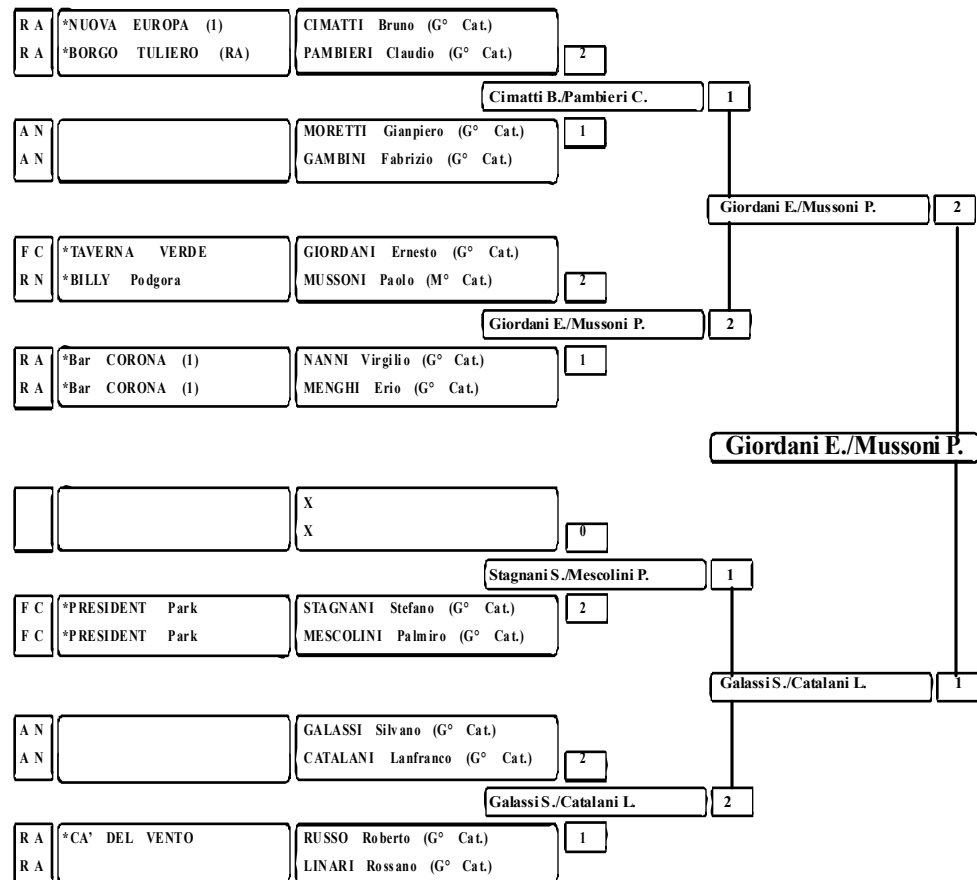 R A *NUOVA EUROPA (1) CIMATTI Bruno (G° Cat.)
R A *BORGO TULIERO (RA) PAMBIERI Claudio (G° Cat.) 2
Cimatti B./Pambieri C. 1
A N MORETTI Gianpiero (G° Cat.) 1
A N GAMBINI Fabrizio (G° Cat.)
Giordani E./Mussoni P. 2
F C *TAVERNA VERDE GIORDANI Ernesto (G° Cat.)
R N *BILLY Podgora MUSSONI Paolo (M° Cat.) 2
Giordani E./Mussoni P. 2
R A *Bar CORONA (1) NANNI Virgilio (G° Cat.) 1
R A *Bar CORONA (1) MENGHI Erio (G° Cat.)
Giordani E./Mussoni P.
X
X 0
Stagnani S./Mescolini P. 1
F C *PRESIDENT Park STAGNANI Stefano (G° Cat.) 2
F C *PRESIDENT Park MESCOLINI Palmiro (G° Cat.)
Galassi S./Catalani L. 1
A N GALASSI Silvano (G° Cat.)
A N CATALANI Lanfranco (G° Cat.) 2
Galassi S./Catalani L. 2
R A *CA' DEL VENTO RUSSO Roberto (G° Cat.) 1
R A LINARI Rossano (G° Cat.)